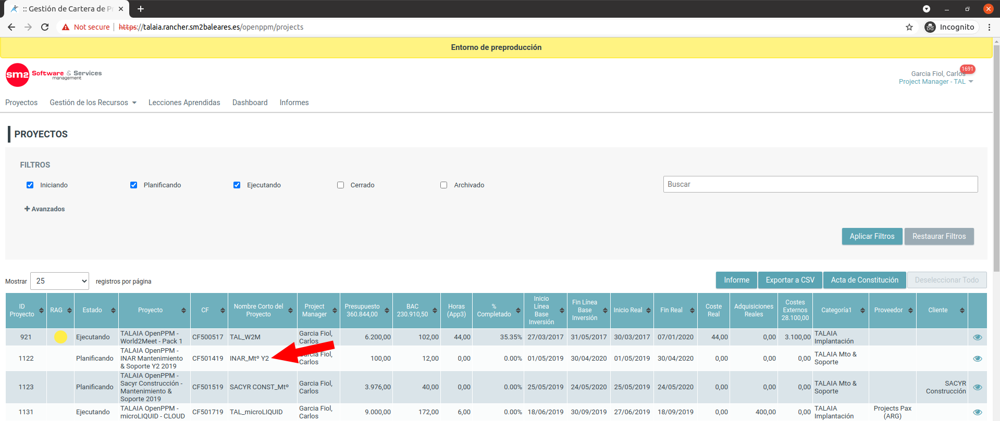 :: Gestión de Cartera de Pr
Not secure
https://talaia.rancher.sm2baleares.es/openppm/projects
Incognito
Entorno de preproducción
sm2 Software & Services
management
1691
Garcia Fiol, Carlos
Project Manager - TAL
Proyectos Gestión de los Recursos Lecciones Aprendidas Dashboard Informes
PROYECTOS
FILTROS
Iniciando Planificando Ejecutando Cerrado Archivado Buscar
Avanzados
Aplicar Filtros Restaurar Filtros
Mostrar 25 registros por página
Informe Exportar a CSV Acta de Constitución Deseleccionar Todo
ID Proyecto RAG Estado Proyecto CF Nombre Corto del Proyecto Project Manager Presupuesto 360.844,00 BAC 230.910,50 Horas (App3) % Completado Inicio Línea Base Inversión Fin Línea Base Inversión Inicio Real Fin Real Coste Real Adquisiciones Reales Costes Externos 28.100,00 Categoría1 Proveedor Cliente
921 Ejecutando TALAIA OpenPPM - World2Meet - Pack 1 CF500517 TAL_W2M Garcia Fiol, Carlos 6.200,00 102,00 44,00 35.35% 27/03/2017 31/05/2017 30/03/2017 07/01/2020 44,00 0,00 3.100,00 TALAIA Implantación
1122 Planificando TALAIA OpenPPM - INAR Mantenimiento & Soporte Y2 2019 CF501419 INAR_Mtº Y2 Garcia Fiol, Carlos 100,00 12,00 0,00 0.00% 01/05/2019 30/04/2020 01/05/2019 30/04/2020 0,00 0,00 0,00 TALAIA Mto & Soporte
1123 Planificando TALAIA OpenPPM - Sacyr Construcción - Mantenimiento & Soporte 2019 CF501519 SACYR CONST_Mtº Garcia Fiol, Carlos 3.976,00 40,00 0,00 0.00% 25/05/2019 24/05/2020 25/05/2019 24/05/2020 0,00 0,00 0,00 TALAIA Mto & Soporte SACYR Construcción
1131 Ejecutando TALAIA OpenPPM - microLIQUID - CLOUD CF501719 TAL_microLIQUID Garcia Fiol, Carlos 9.000,00 172,00 6,00 0.00% 18/06/2019 30/09/2019 27/06/2019 18/09/2019 0,00 400,00 0,00 TALAIA Implantación Projects Pax (ARG)